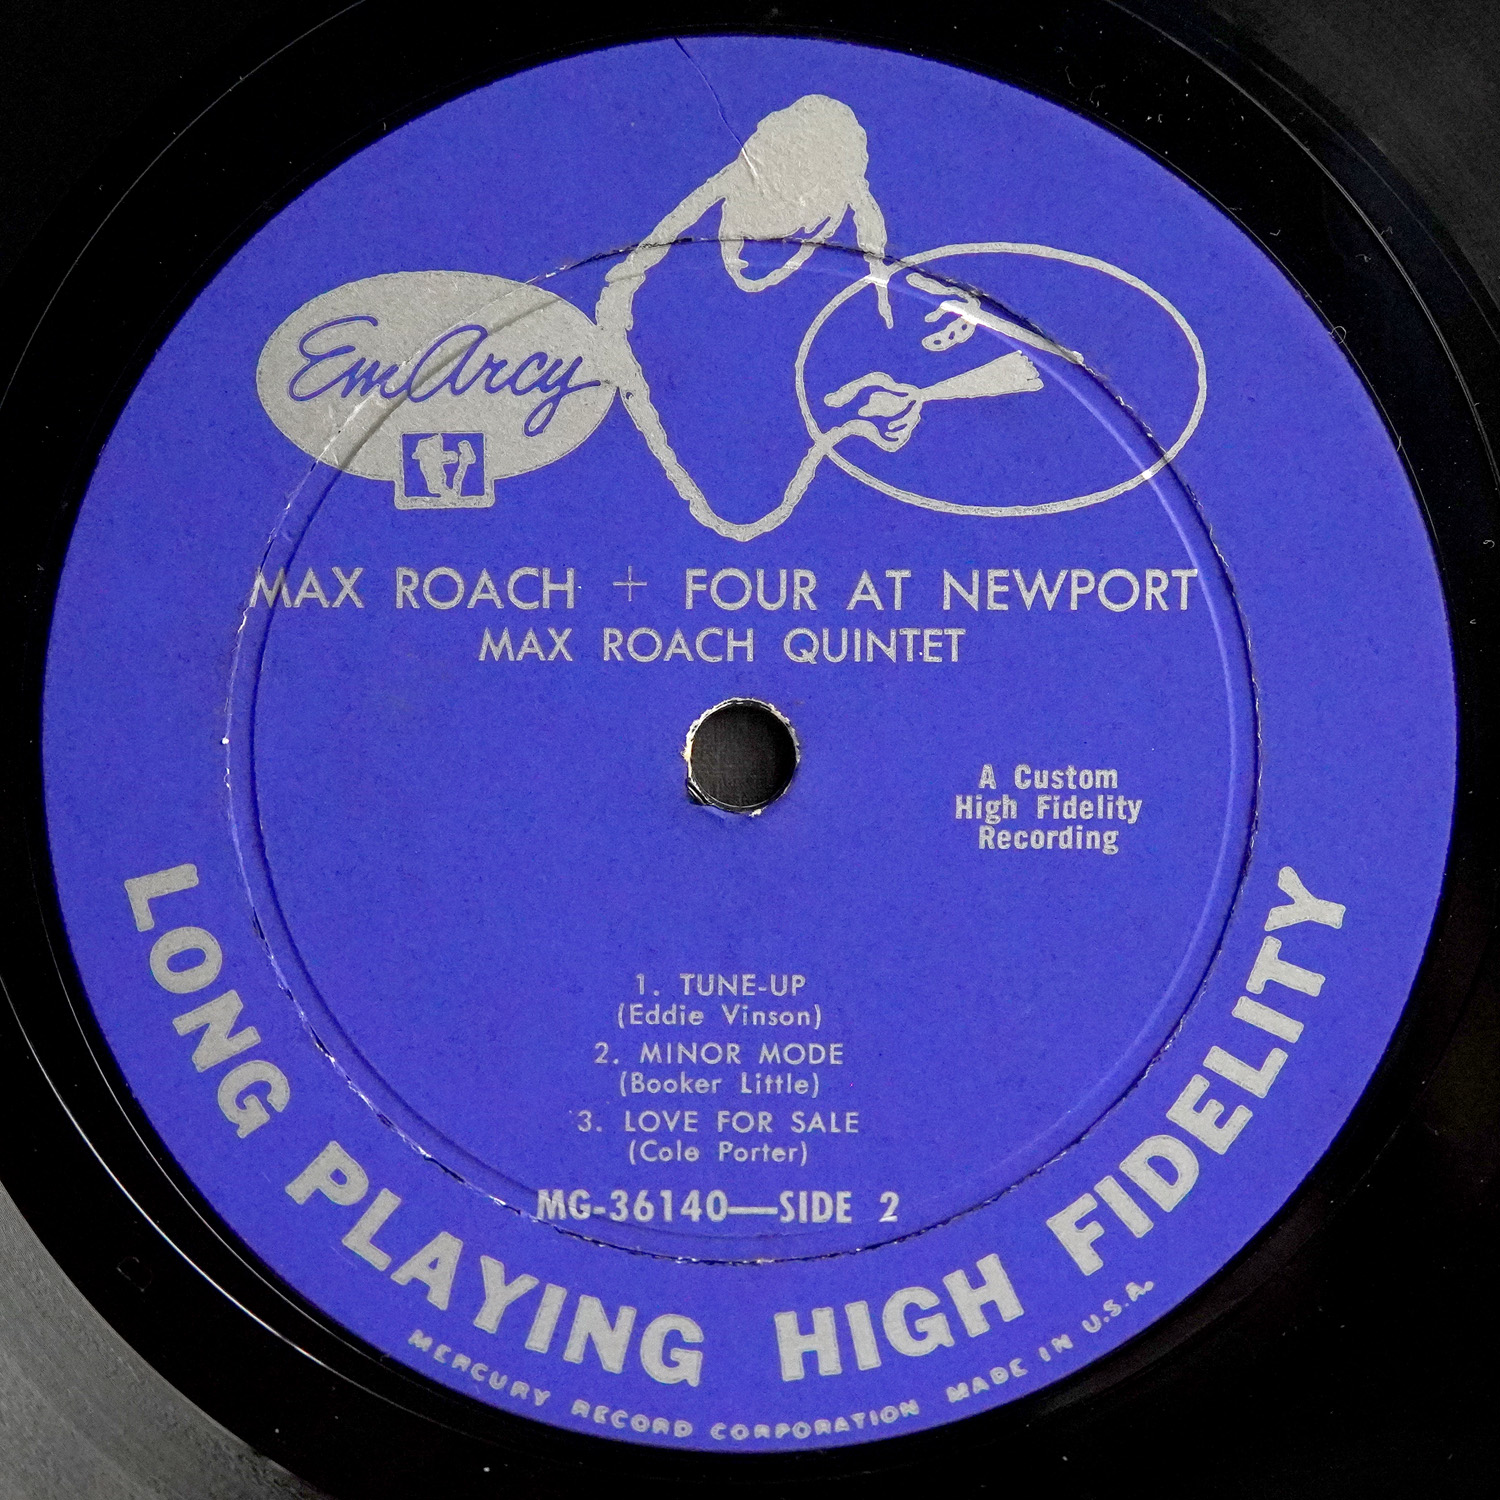 EmArcy
MAX ROACH + FOUR AT NEWPORT
MAX ROACH QUINTET
A Custom
High Fidelity
Recording
1. TUNE-UP
(Eddie Vinson)
2. MINOR MODE
(Booker Little)
3. LOVE FOR SALE
(Cole Porter)
MG-36140—SIDE 2
LONG PLAYING HIGH FIDELITY
MERCURY RECORD CORPORATION MADE IN U.S.A.